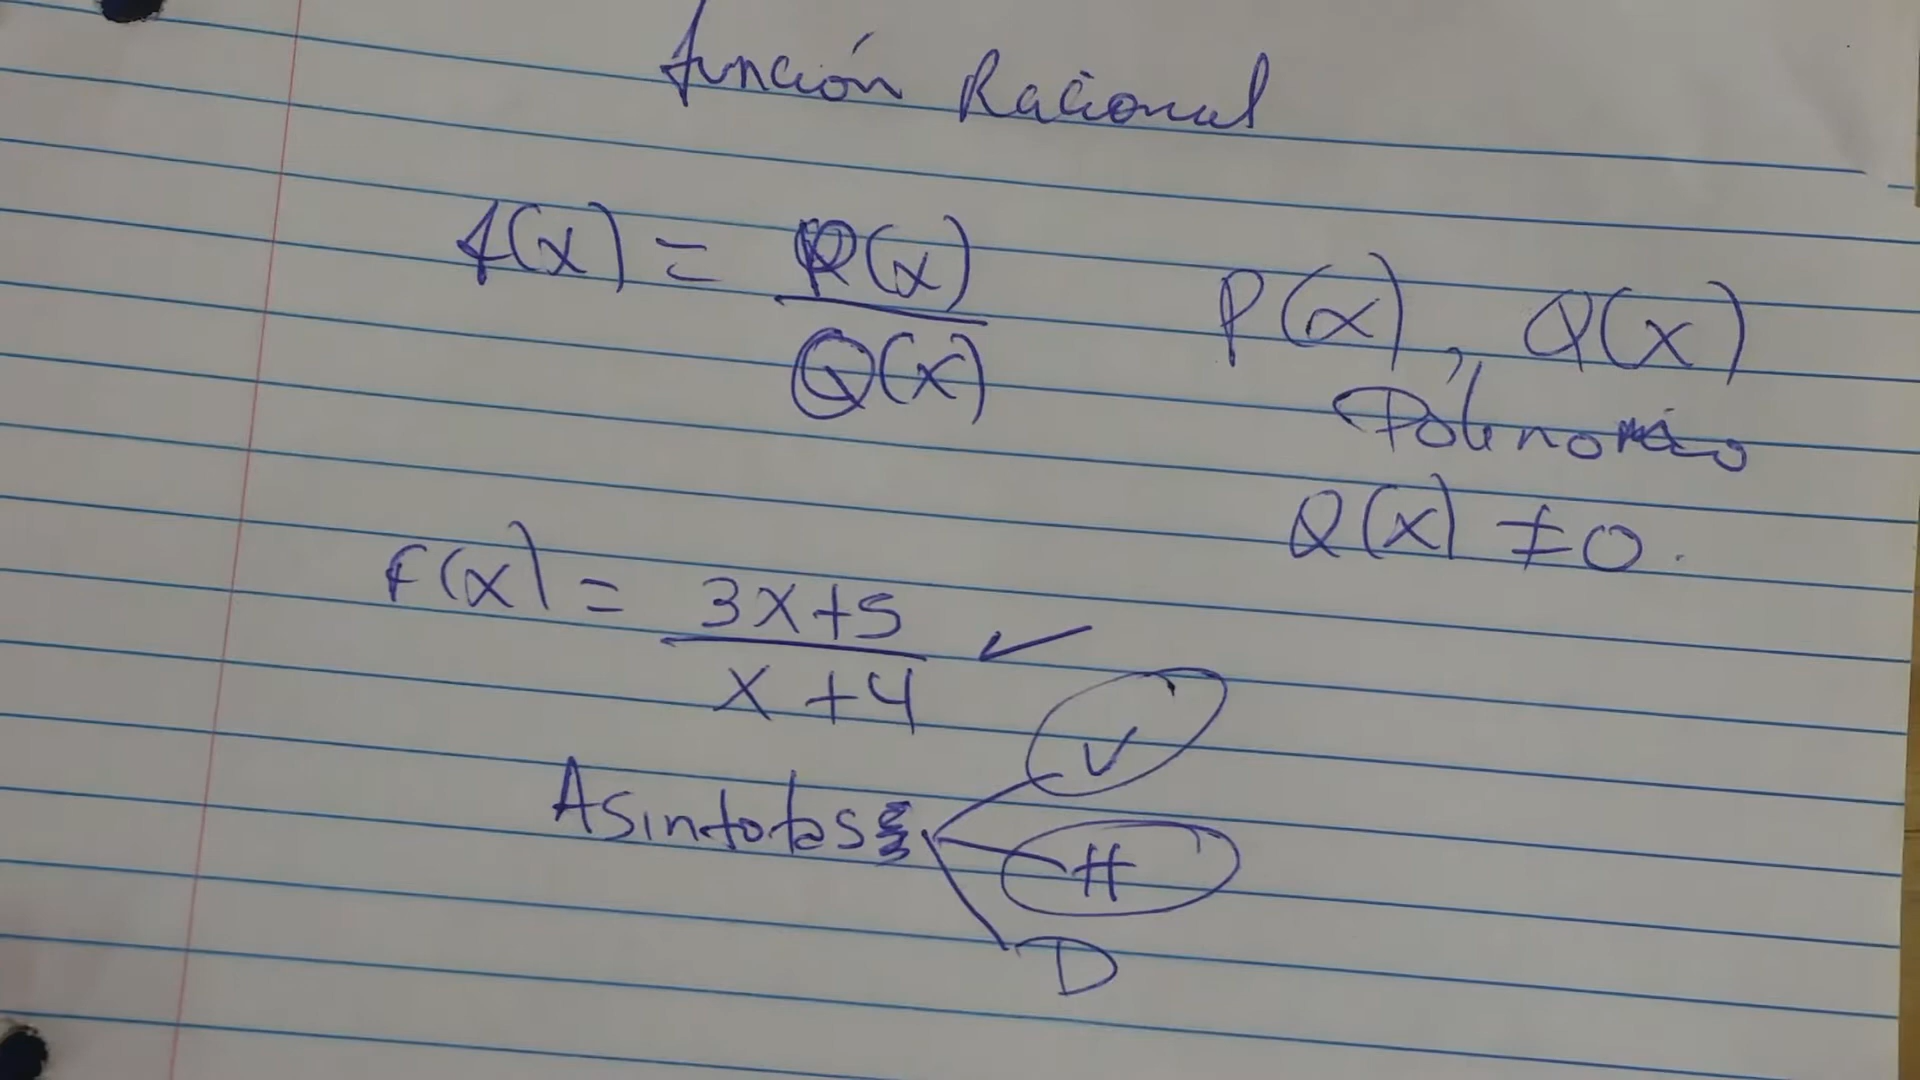 función Racional
f(x) = P(x) / Q(x)
P(x), Q(x)
Polinomio
Q(x) ≠ 0.
f(x) = 3x+5 / x+4 ✓
Asintotas
V
H
D